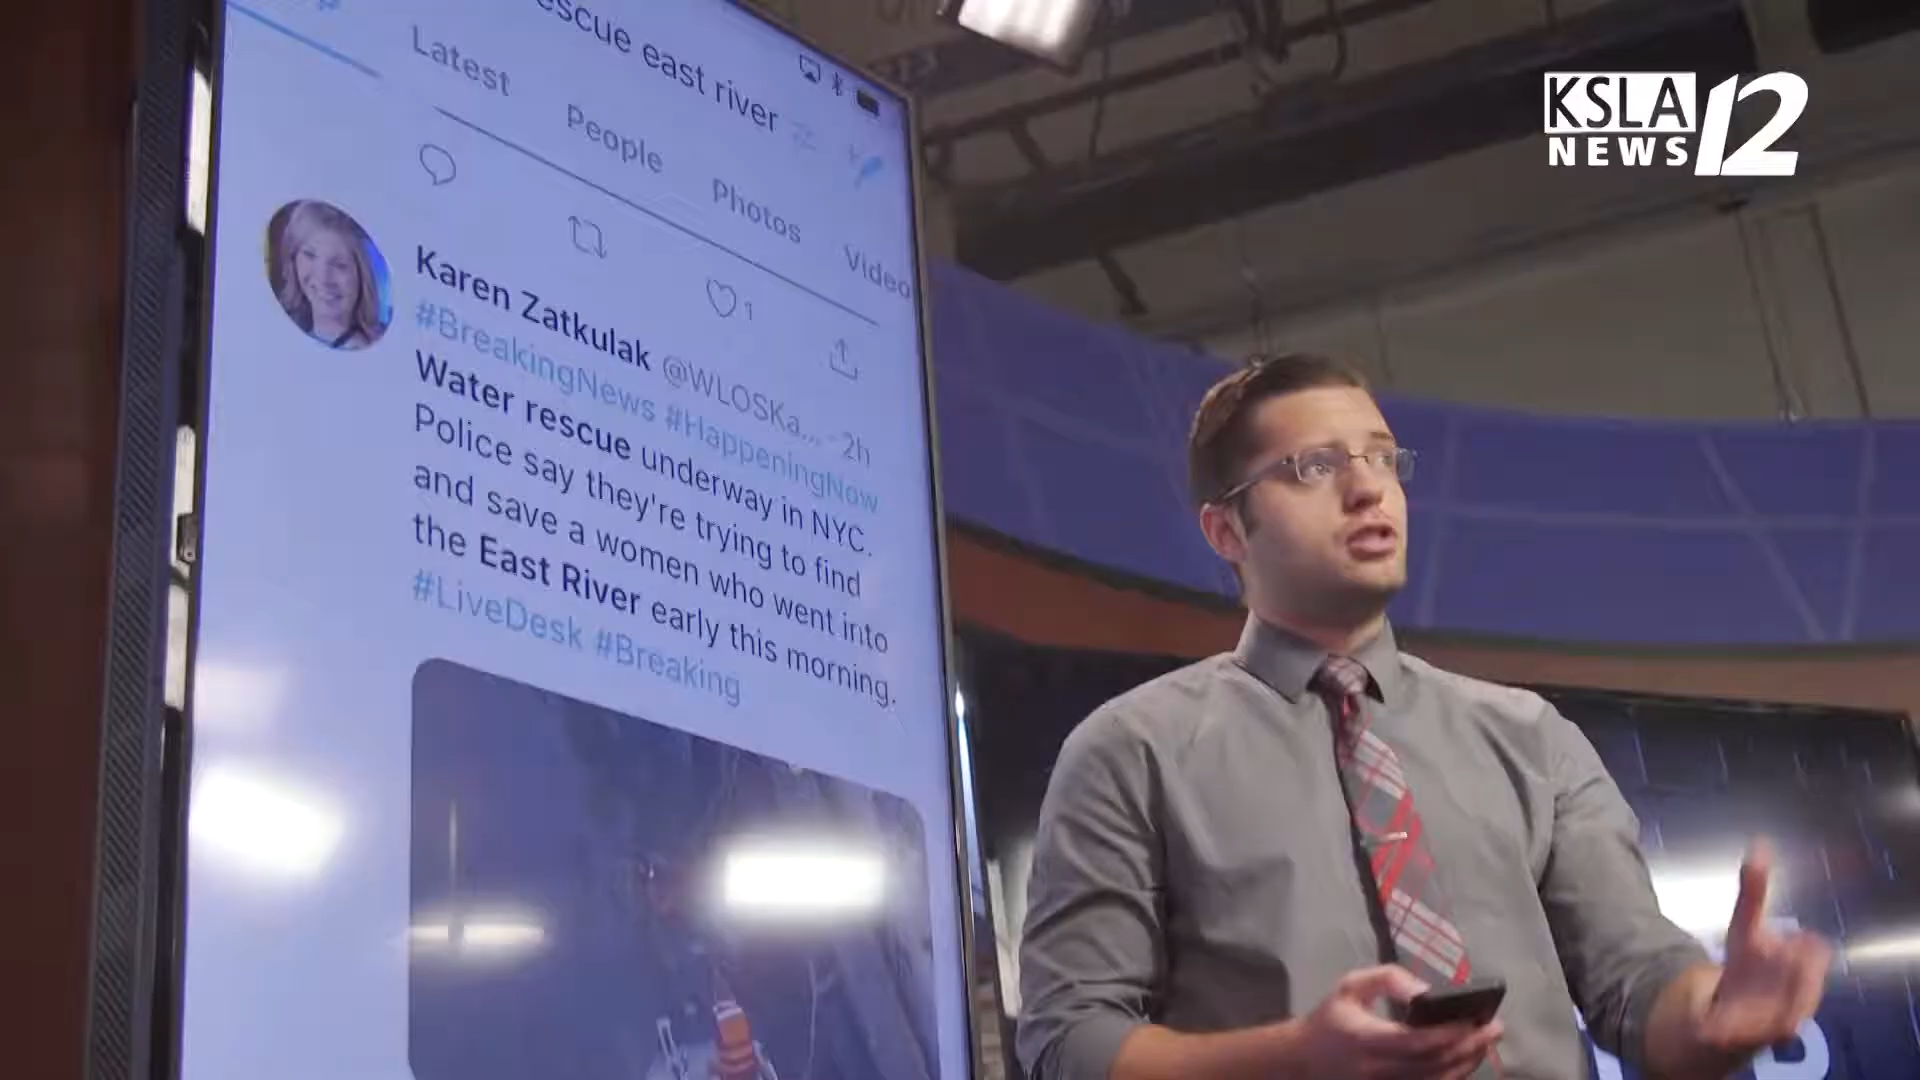 escue east river
Latest
People
Photos
Video
1
Karen Zatkulak @WLOSKa... · 2h
#BreakingNews #HappeningNow
Water rescue underway in NYC.
Police say they're trying to find
and save a women who went into
the East River early this morning.
#LiveDesk #Breaking
KSLA
NEWS 12